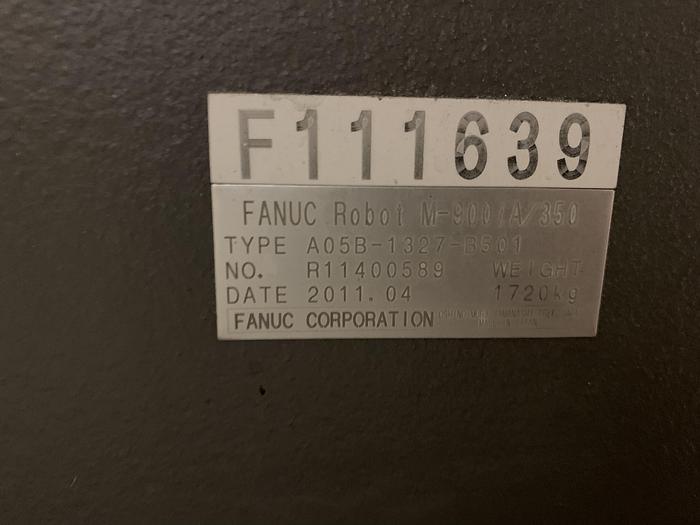 F111639
FANUC Robot M-900iA/350
TYPE A05B-1327-B501
NO. R11400589 WEIGHT
DATE 2011.04 1720kg
FANUC CORPORATION